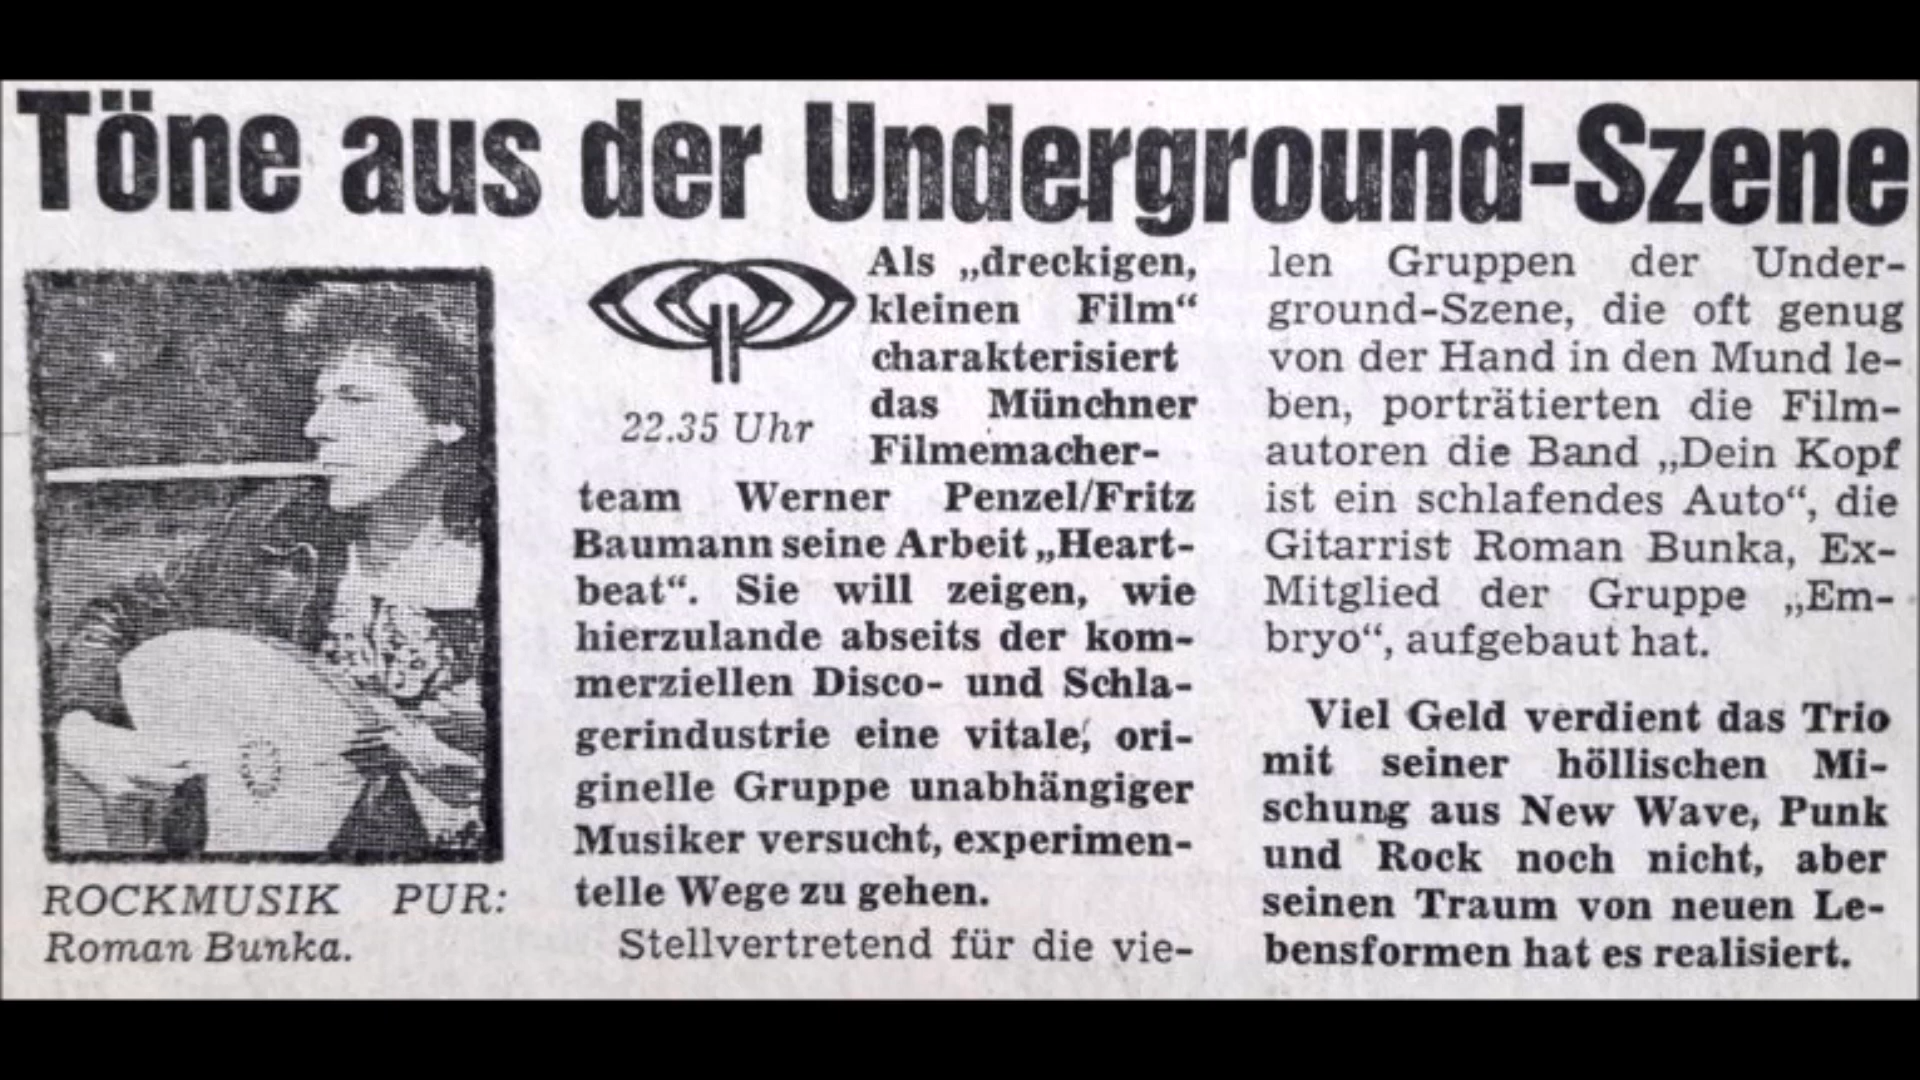 Töne aus der Underground-Szene
ROCKMUSIK PUR:
Roman Bunka.
22.35 Uhr
Als „dreckigen,
kleinen Film“
charakterisiert
das Münchner
Filmemacher-
team Werner Penzel/Fritz
Baumann seine Arbeit „Heart-
beat“. Sie will zeigen, wie
hierzulande abseits der kom-
merziellen Disco- und Schla-
gerindustrie eine vitale, ori-
ginelle Gruppe unabhängiger
Musiker versucht, experimen-
telle Wege zu gehen.
Stellvertretend für die vie-
len Gruppen der Under-
ground-Szene, die oft genug
von der Hand in den Mund le-
ben, porträtierten die Film-
autoren die Band „Dein Kopf
ist ein schlafendes Auto“, die
Gitarrist Roman Bunka, Ex-
Mitglied der Gruppe „Em-
bryo“, aufgebaut hat.
Viel Geld verdient das Trio
mit seiner höllischen Mi-
schung aus New Wave, Punk
und Rock noch nicht, aber
seinen Traum von neuen Le-
bensformen hat es realisiert.